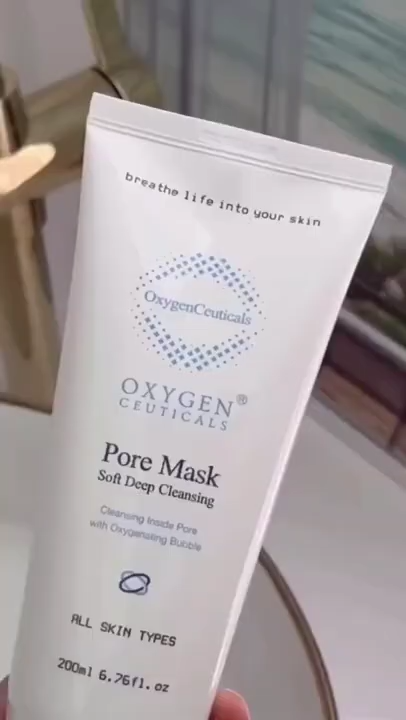 breathe life into your skin
OxygenCeuticals
OXYGEN®
CEUTICALS
Pore Mask
Soft Deep Cleansing
Cleansing Inside Pore
with Oxygenating Bubble
ALL SKIN TYPES
200ml 6.76fl. oz